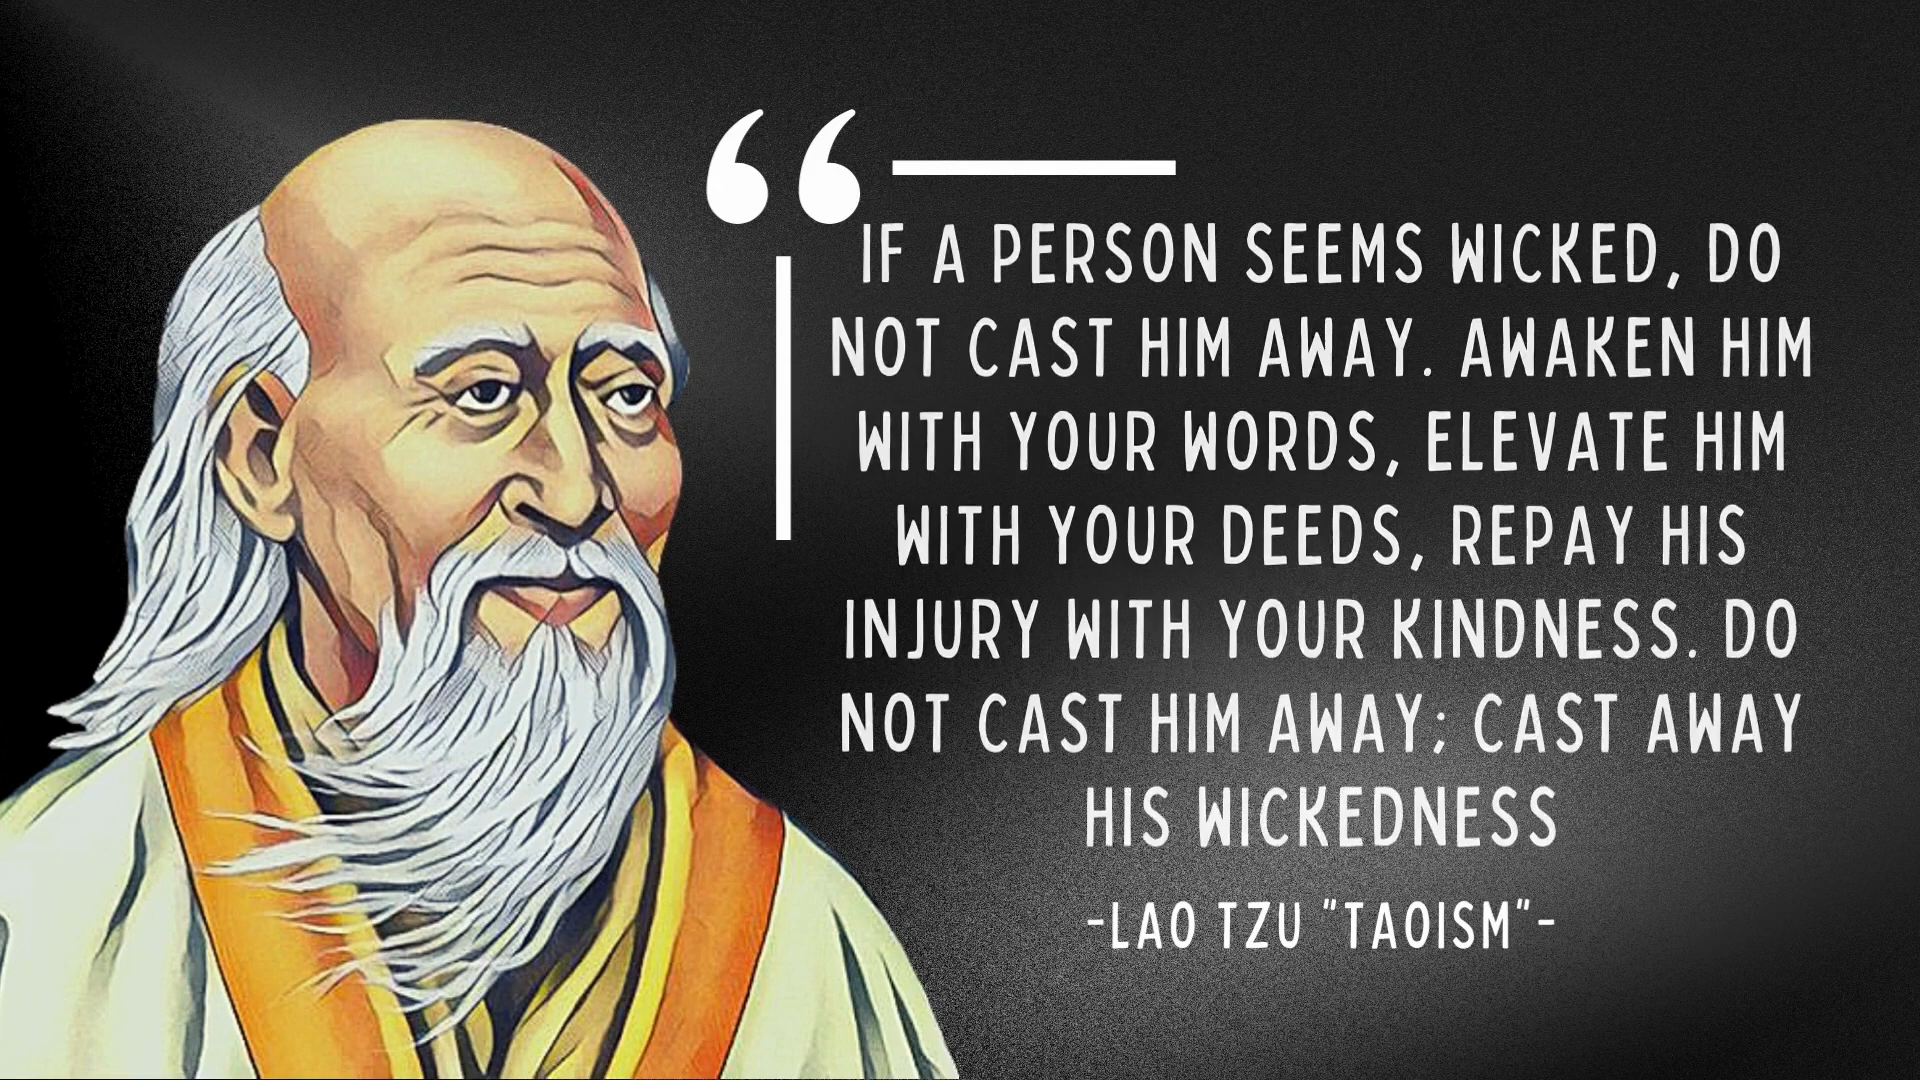 “
IF A PERSON SEEMS WICKED, DO
NOT CAST HIM AWAY. AWAKEN HIM
WITH YOUR WORDS, ELEVATE HIM
WITH YOUR DEEDS, REPAY HIS
INJURY WITH YOUR KINDNESS. DO
NOT CAST HIM AWAY; CAST AWAY
HIS WICKEDNESS
-LAO TZU "TAOISM"-